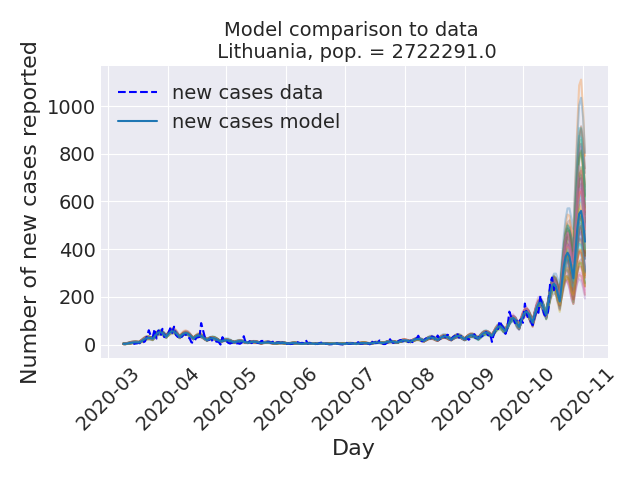 Model comparison to data
Lithuania, pop. = 2722291.0
Number of new cases reported
1000
800
600
400
200
0
new cases data
new cases model
2020-03
2020-04
2020-05
2020-06
2020-07
2020-08
2020-09
2020-10
2020-11
Day